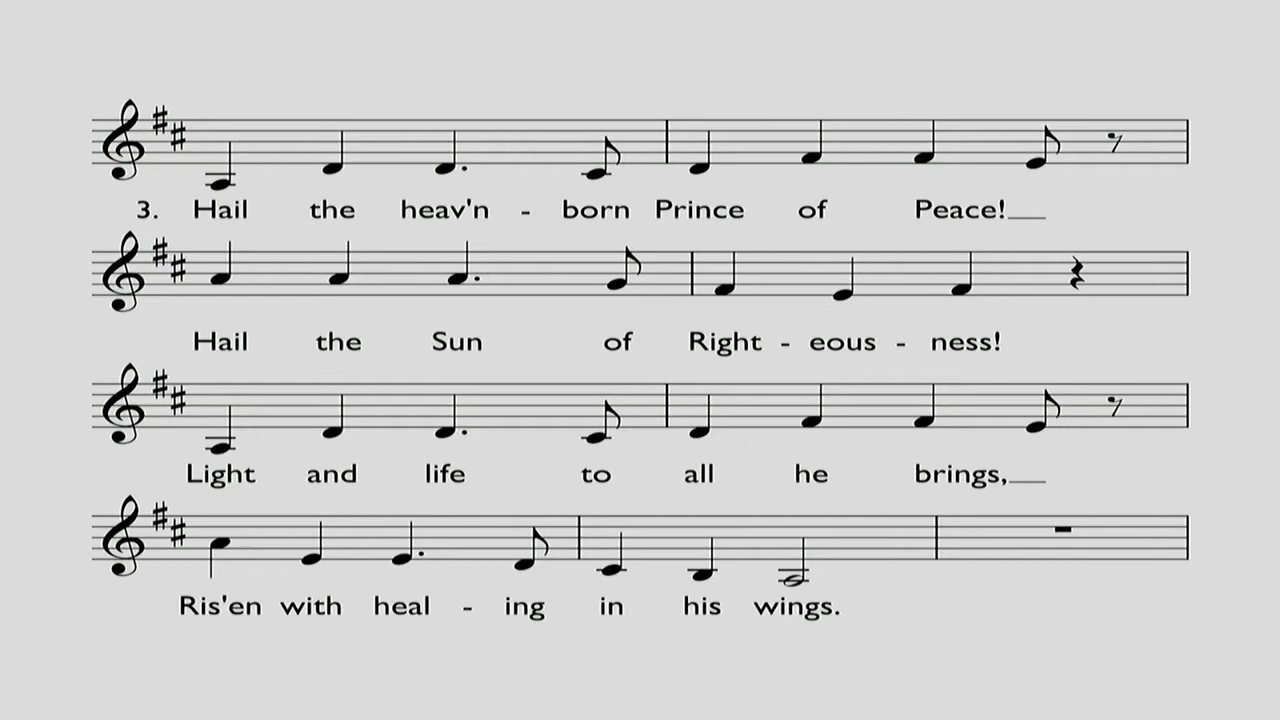 3. Hail the heav'n - born Prince of Peace!
Hail the Sun of Right - eous - ness!
Light and life to all he brings,
Ris'en with heal - ing in his wings.